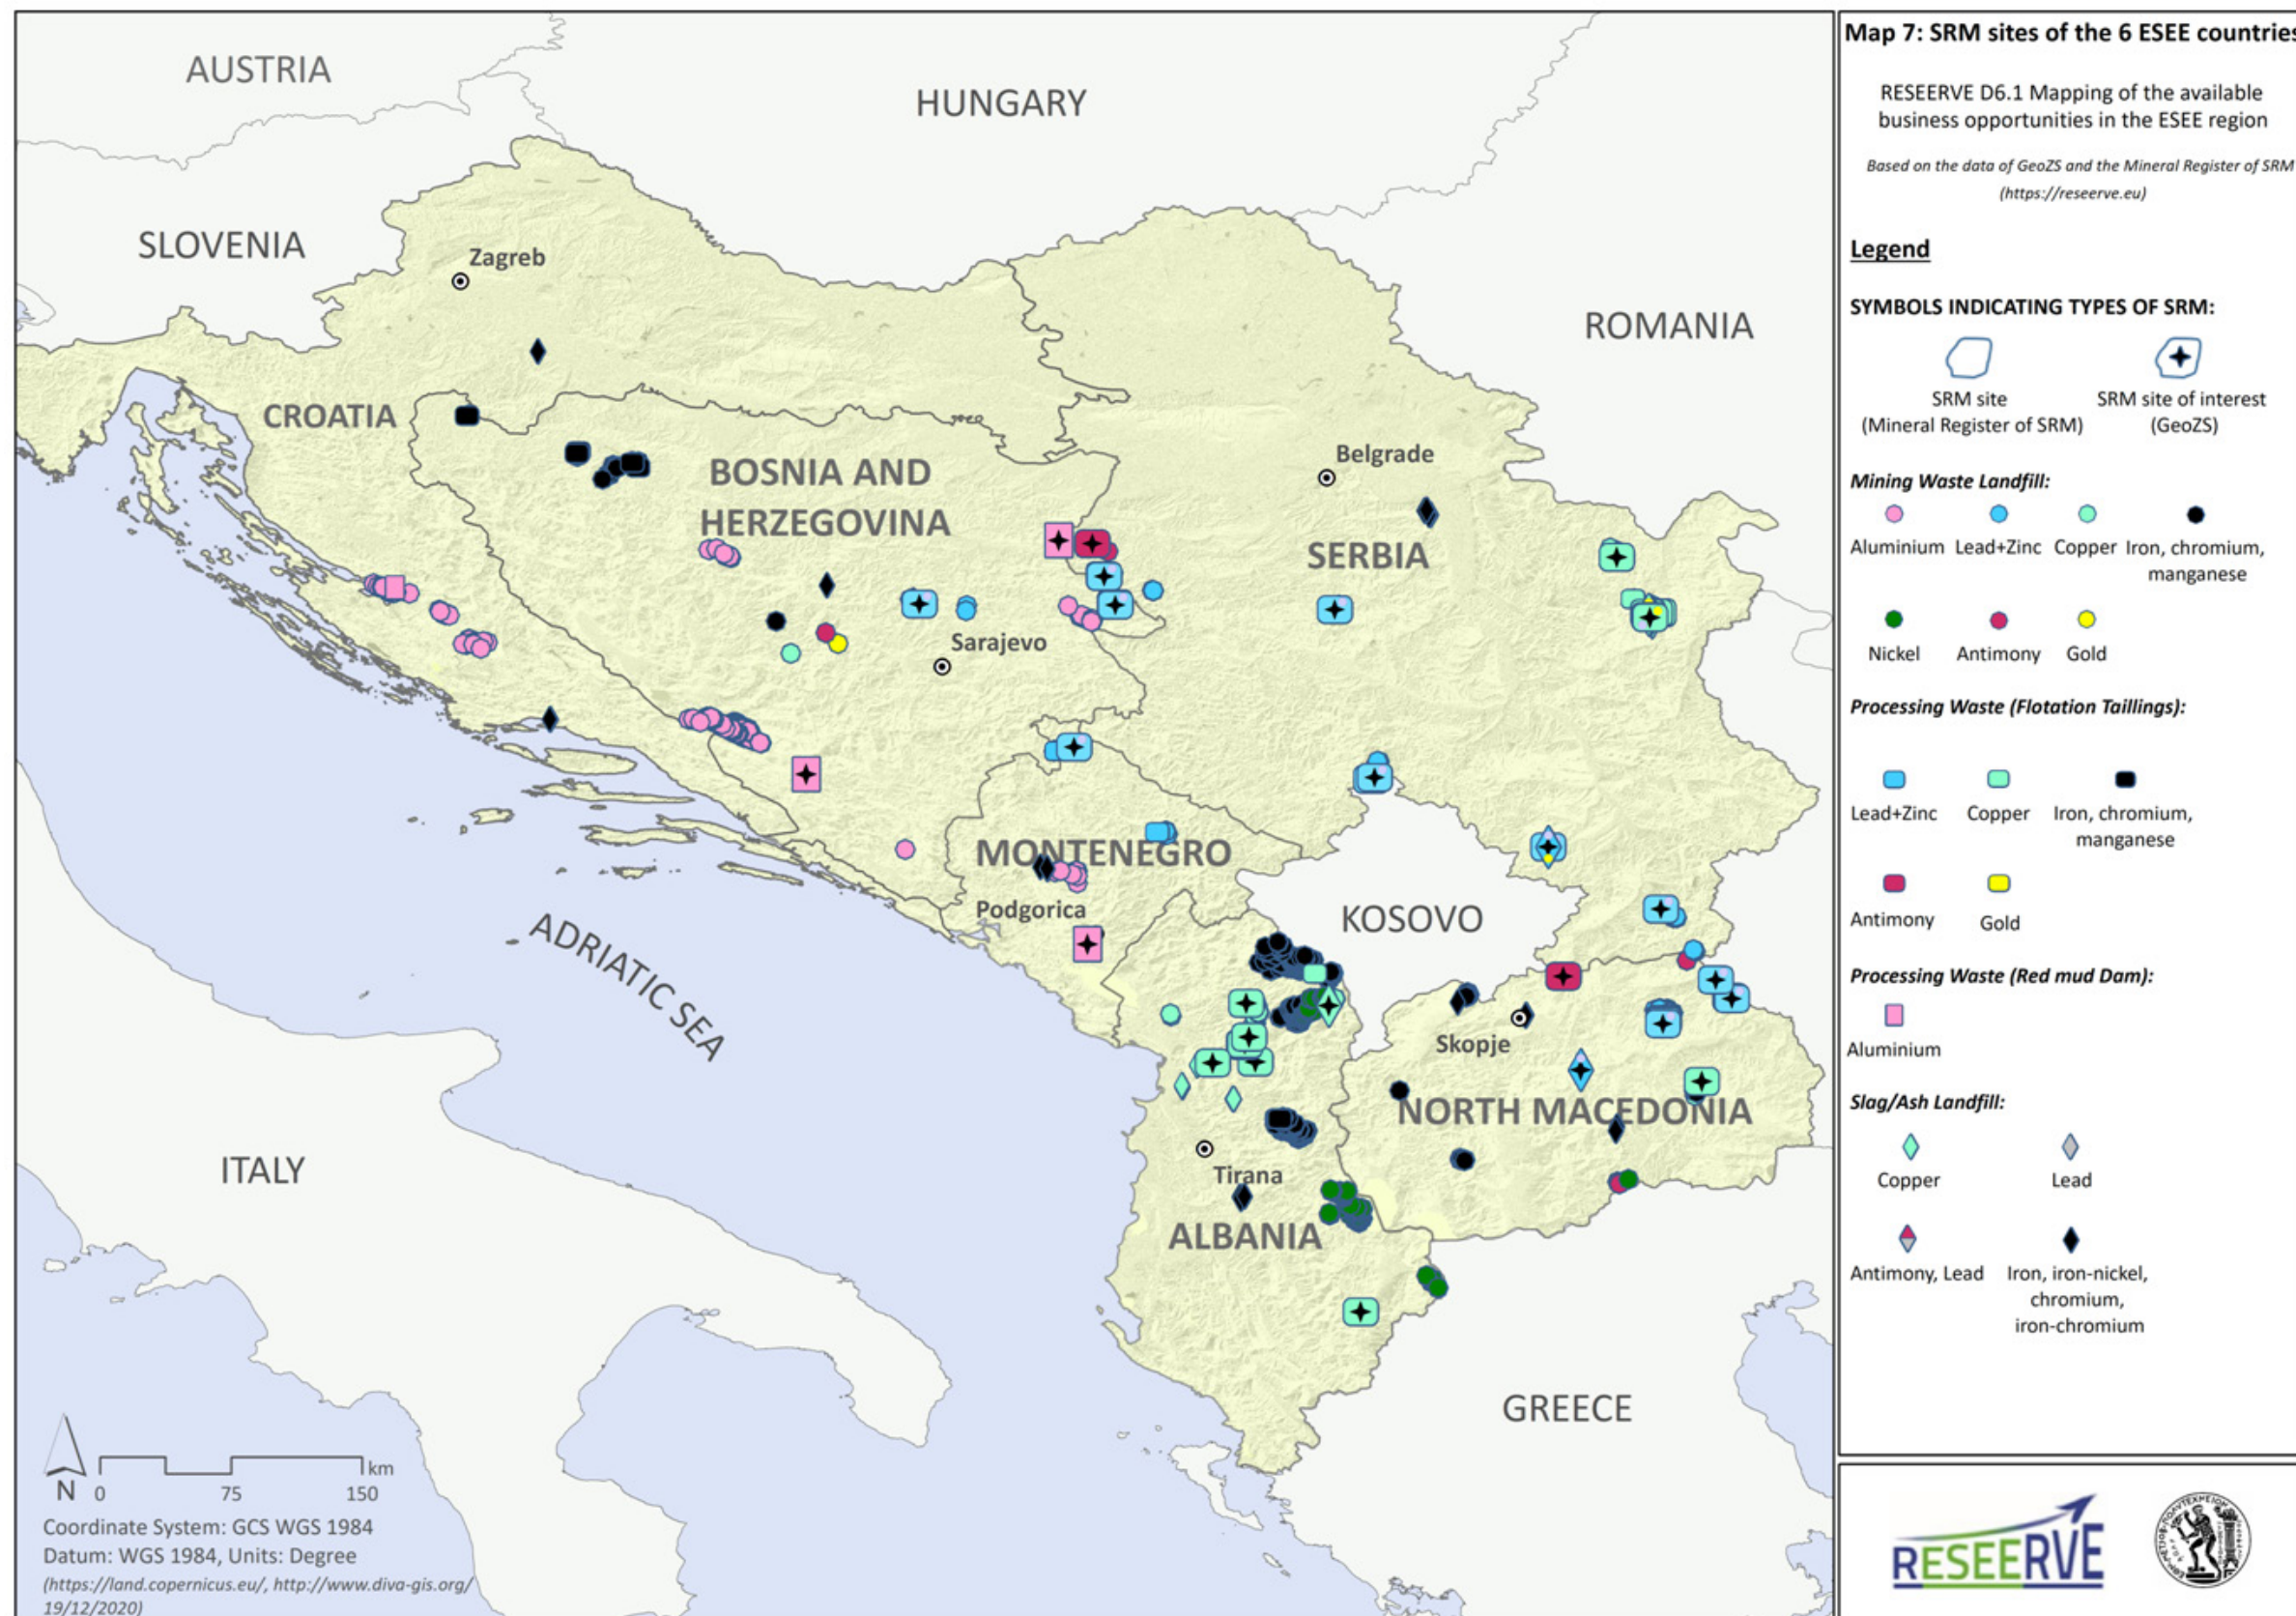 AUSTRIA
HUNGARY
SLOVENIA
Zagreb
ROMANIA
CROATIA
Belgrade
BOSNIA AND
HERZEGOVINA
SERBIA
Sarajevo
MONTENEGRO
Podgorica
KOSOVO
ADRIATIC SEA
Skopje
NORTH MACEDONIA
ITALY
Tirana
ALBANIA
GREECE
N 0 75 150 km
Coordinate System: GCS WGS 1984
Datum: WGS 1984, Units: Degree
(https://land.copernicus.eu/, http://www.diva-gis.org/
19/12/2020)
Map 7: SRM sites of the 6 ESEE countries
RESEERVE D6.1 Mapping of the available
business opportunities in the ESEE region
Based on the data of GeoZS and the Mineral Register of SRM
(https://reseerve.eu)
Legend
SYMBOLS INDICATING TYPES OF SRM:
SRM site
(Mineral Register of SRM)
SRM site of interest
(GeoZS)
Mining Waste Landfill:
Aluminium Lead+Zinc Copper Iron, chromium,
manganese
Nickel Antimony Gold
Processing Waste (Flotation Taillings):
Lead+Zinc Copper Iron, chromium,
manganese
Antimony Gold
Processing Waste (Red mud Dam):
Aluminium
Slag/Ash Landfill:
Copper Lead
Antimony, Lead Iron, iron-nickel,
chromium,
iron-chromium
RESEERVE